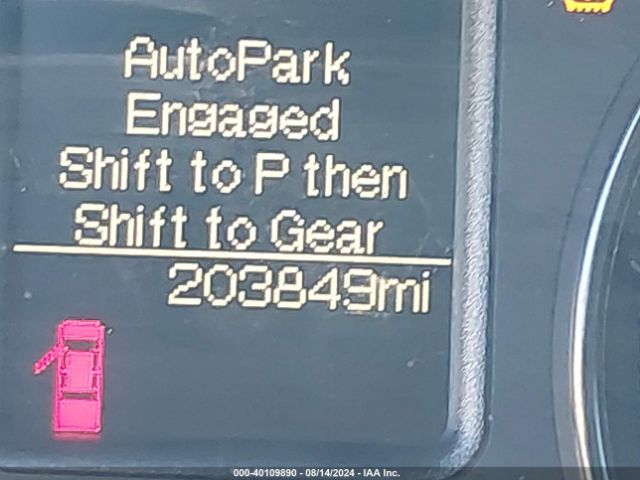 AutoPark
Engaged
Shift to P then
Shift to Gear
203849mi
000-40109890 - 08/14/2024 - IAA Inc.